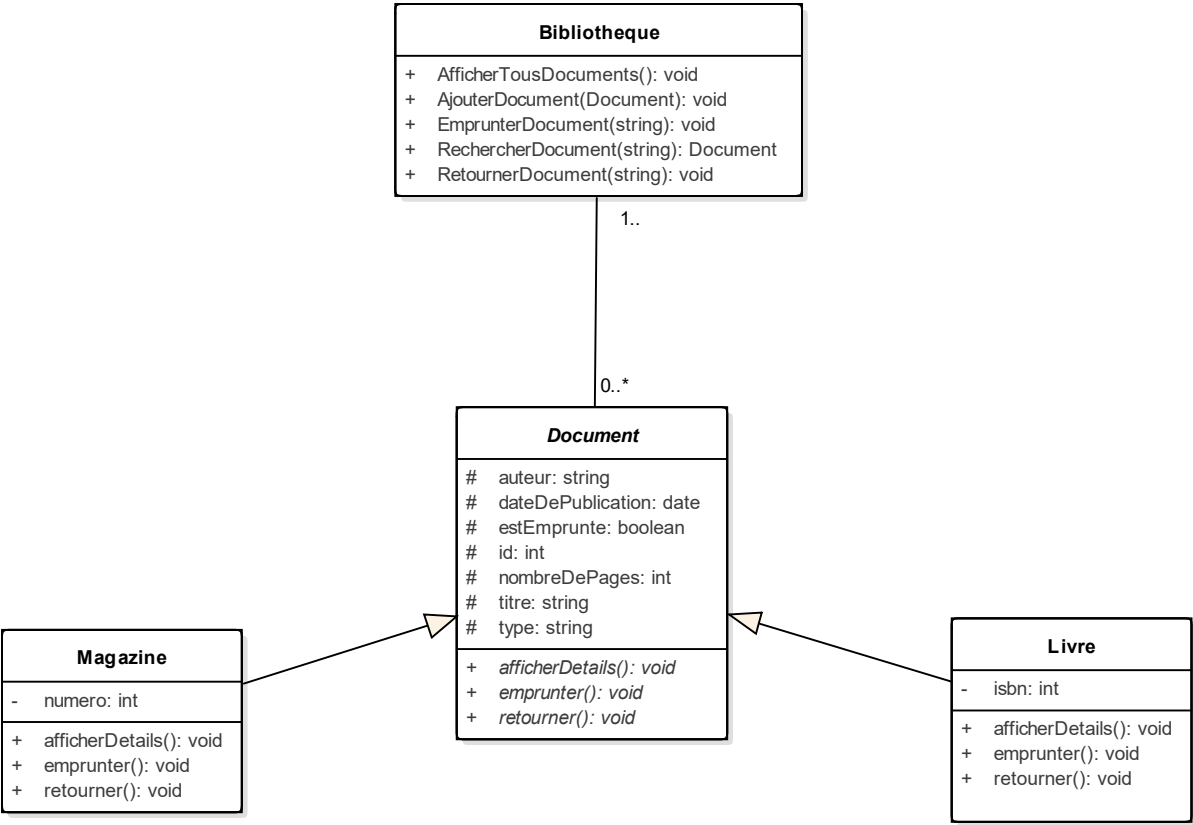 Bibliotheque
+ AfficherTousDocuments(): void
+ AjouterDocument(Document): void
+ EmprunterDocument(string): void
+ RechercherDocument(string): Document
+ RetournerDocument(string): void
1..
0..*
Document
# auteur: string
# dateDePublication: date
# estEmprunte: boolean
# id: int
# nombreDePages: int
# titre: string
# type: string
+ afficherDetails(): void
+ emprunter(): void
+ retourner(): void
Magazine
- numero: int
+ afficherDetails(): void
+ emprunter(): void
+ retourner(): void
Livre
- isbn: int
+ afficherDetails(): void
+ emprunter(): void
+ retourner(): void